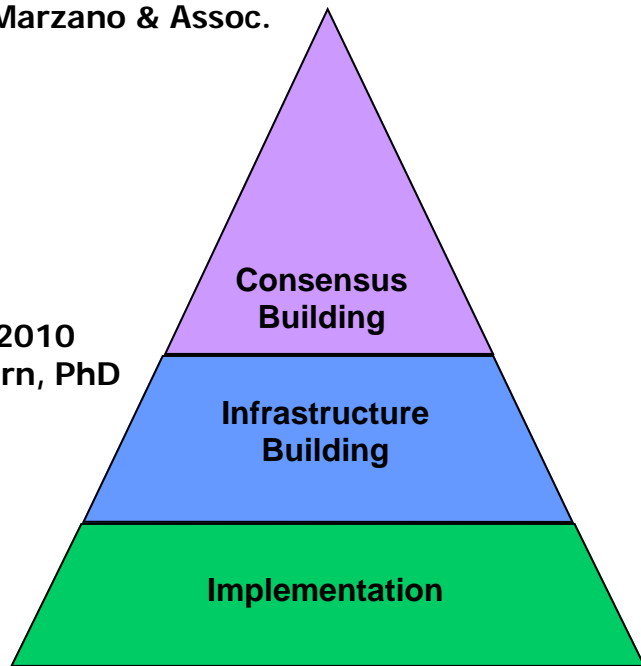 Marzano & Assoc.
Consensus
Building
2010
rn, PhD
Infrastructure
Building
Implementation